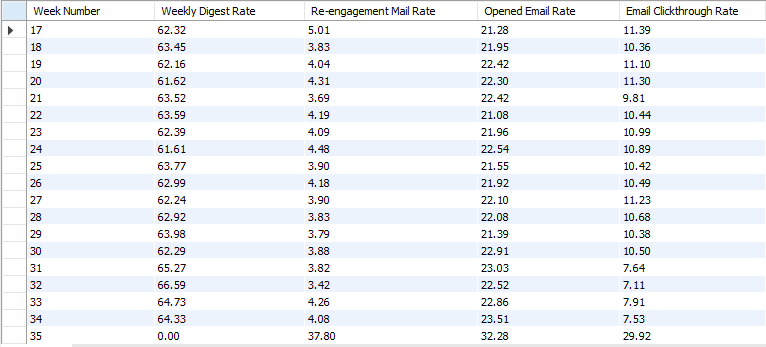 Week Number Weekly Digest Rate Re-engagement Mail Rate Opened Email Rate Email Clickthrough Rate
17 62.32 5.01 21.28 11.39
18 63.45 3.83 21.95 10.36
19 62.16 4.04 22.42 11.10
20 61.62 4.31 22.30 11.30
21 63.52 3.69 22.42 9.81
22 63.59 4.19 21.08 10.44
23 62.39 4.09 21.96 10.99
24 61.61 4.48 22.54 10.89
25 63.77 3.90 21.55 10.42
26 62.99 4.18 21.92 10.49
27 62.24 3.90 22.10 11.23
28 62.92 3.83 22.08 10.68
29 63.98 3.79 21.39 10.38
30 62.29 3.88 22.91 10.50
31 65.27 3.82 23.03 7.64
32 66.59 3.42 22.52 7.11
33 64.73 4.26 22.86 7.91
34 64.33 4.08 23.51 7.53
35 0.00 37.80 32.28 29.92